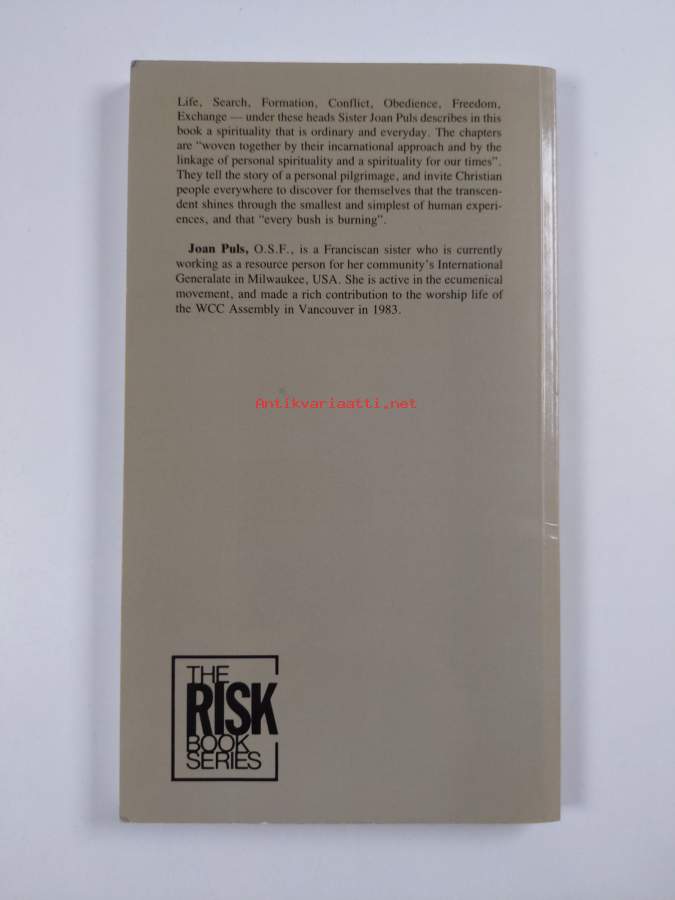 Life, Search, Formation, Conflict, Obedience, Freedom,
Exchange — under these heads Sister Joan Puls describes in this
book a spirituality that is ordinary and everyday. The chapters
are “woven together by their incarnational approach and by the
linkage of personal spirituality and a spirituality for our times”.
They tell the story of a personal pilgrimage, and invite Christian
people everywhere to discover for themselves that the transcen-
dent shines through the smallest and simplest of human experi-
ences, and that “every bush is burning”.
Joan Puls, O.S.F., is a Franciscan sister who is currently
working as a resource person for her community’s International
Generalate in Milwaukee, USA. She is active in the ecumenical
movement, and made a rich contribution to the worship life of
the WCC Assembly in Vancouver in 1983.
Antikvariaatti.net
THE
RISK
BOOK
SERIES